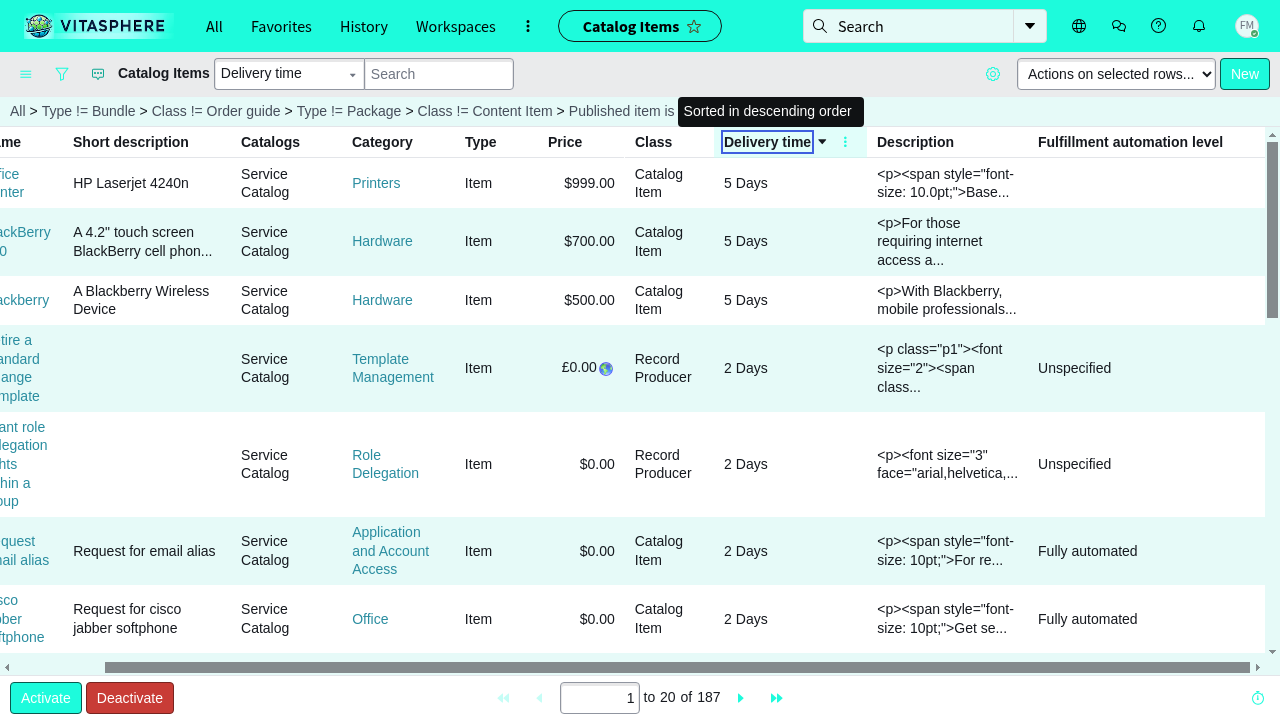 VITASPHERE All Favorites History Workspaces Catalog Items Search FM
Catalog Items Delivery time Search Actions on selected rows... New
All > Type != Bundle > Class != Order guide > Type != Package > Class != Content Item > Published item is
Sorted in descending order
me Short description Catalogs Category Type Price Class Delivery time Description Fulfillment automation level
fice
nter
HP Laserjet 4240n
Service
Catalog
Printers
Item
$999.00
Catalog
Item
5 Days
<p><span style="font-
size: 10.0pt;">Base...
ackBerry
0
A 4.2" touch screen
BlackBerry cell phon...
Service
Catalog
Hardware
Item
$700.00
Catalog
Item
5 Days
<p>For those
requiring internet
access a...
ackberry
A Blackberry Wireless
Device
Service
Catalog
Hardware
Item
$500.00
Catalog
Item
5 Days
<p>With Blackberry,
mobile professionals...
tire a
andard
ange
mplate
Service
Catalog
Template
Management
Item
£0.00
Record
Producer
2 Days
<p class="p1"><font
size="2"><span
class...
Unspecified
ant role
legation
hts
hin a
oup
Service
Catalog
Role
Delegation
Item
$0.00
Record
Producer
2 Days
<p><font size="3"
face="arial,helvetica,...
Unspecified
quest
nail alias
Request for email alias
Service
Catalog
Application
and Account
Access
Item
$0.00
Catalog
Item
2 Days
<p><span style="font-
size: 10pt;">For re...
Fully automated
sco
bber
ftphone
Request for cisco
jabber softphone
Service
Catalog
Office
Item
$0.00
Catalog
Item
2 Days
<p><span style="font-
size: 10pt;">Get se...
Fully automated
Activate Deactivate 1 to 20 of 187